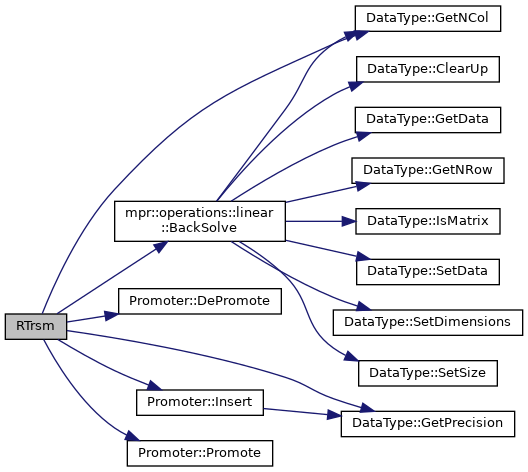 RTrsm
mpr::operations::linear
::BackSolve
Promoter::DePromote
Promoter::Insert
Promoter::Promote
DataType::GetNCol
DataType::ClearUp
DataType::GetData
DataType::GetNRow
DataType::IsMatrix
DataType::SetData
DataType::SetDimensions
DataType::SetSize
DataType::GetPrecision